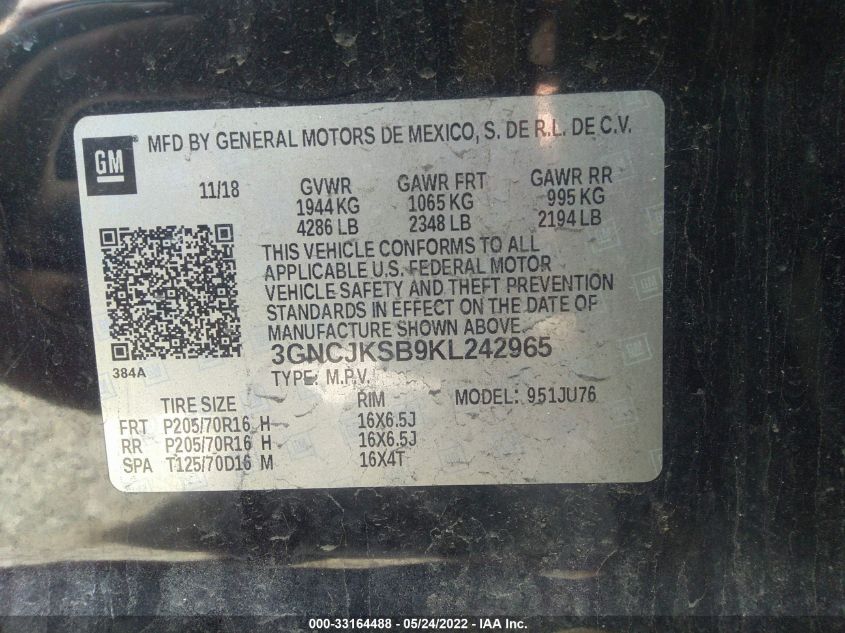 GM
MFD BY GENERAL MOTORS DE MEXICO, S. DE R.L. DE C.V.
11/18 GVWR GAWR FRT GAWR RR
1944 KG 1065 KG 995 KG
4286 LB 2348 LB 2194 LB
THIS VEHICLE CONFORMS TO ALL
APPLICABLE U.S. FEDERAL MOTOR
VEHICLE SAFETY AND THEFT PREVENTION
STANDARDS IN EFFECT ON THE DATE OF
MANUFACTURE SHOWN ABOVE.
3GNCJKSB9KL242965
384A
TYPE: M.P.V. MODEL: 951JU76
TIRE SIZE RIM
FRT P205/70R16 H 16X6.5J
RR P205/70R16 H 16X6.5J
SPA T125/70D16 M 16X4T
000-33164488 - 05/24/2022 - IAA Inc.